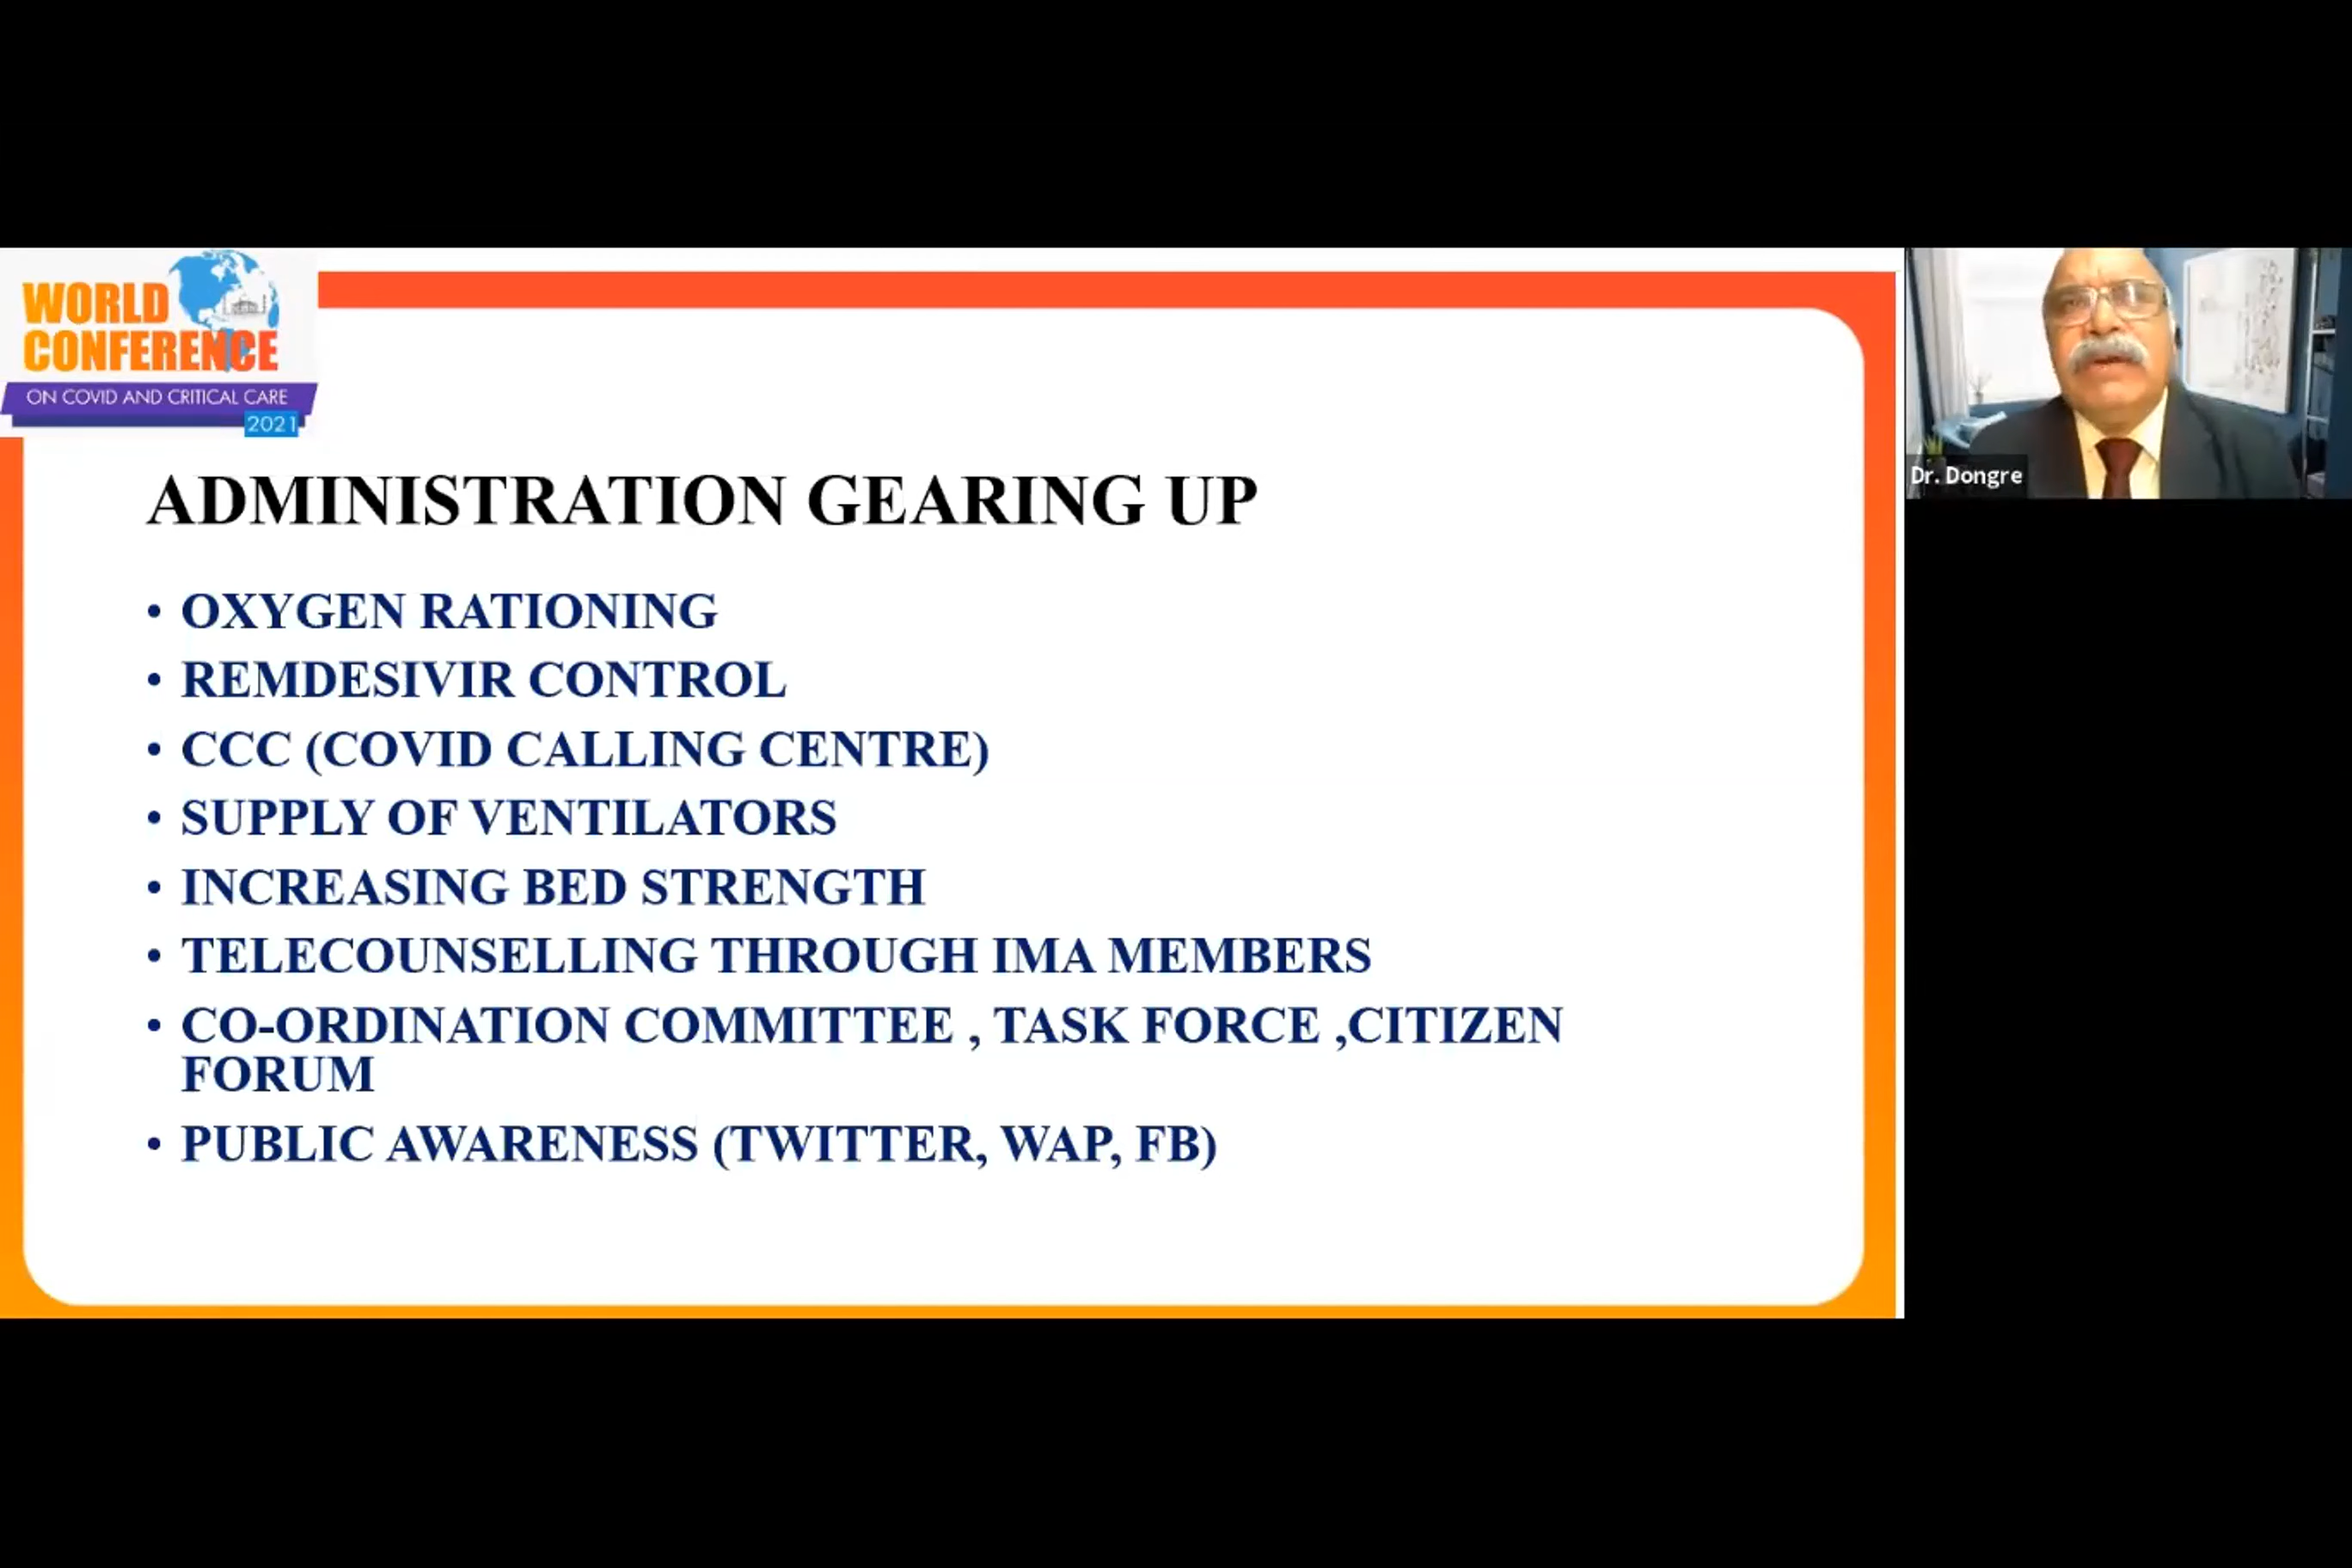 WORLD
CONFERENCE
ON COVID AND CRITICAL CARE
2021
Dr. Dongre
ADMINISTRATION GEARING UP
• OXYGEN RATIONING
• REMDESIVIR CONTROL
• CCC (COVID CALLING CENTRE)
• SUPPLY OF VENTILATORS
• INCREASING BED STRENGTH
• TELECOUNSELLING THROUGH IMA MEMBERS
• CO-ORDINATION COMMITTEE , TASK FORCE ,CITIZEN
FORUM
• PUBLIC AWARENESS (TWITTER, WAP, FB)